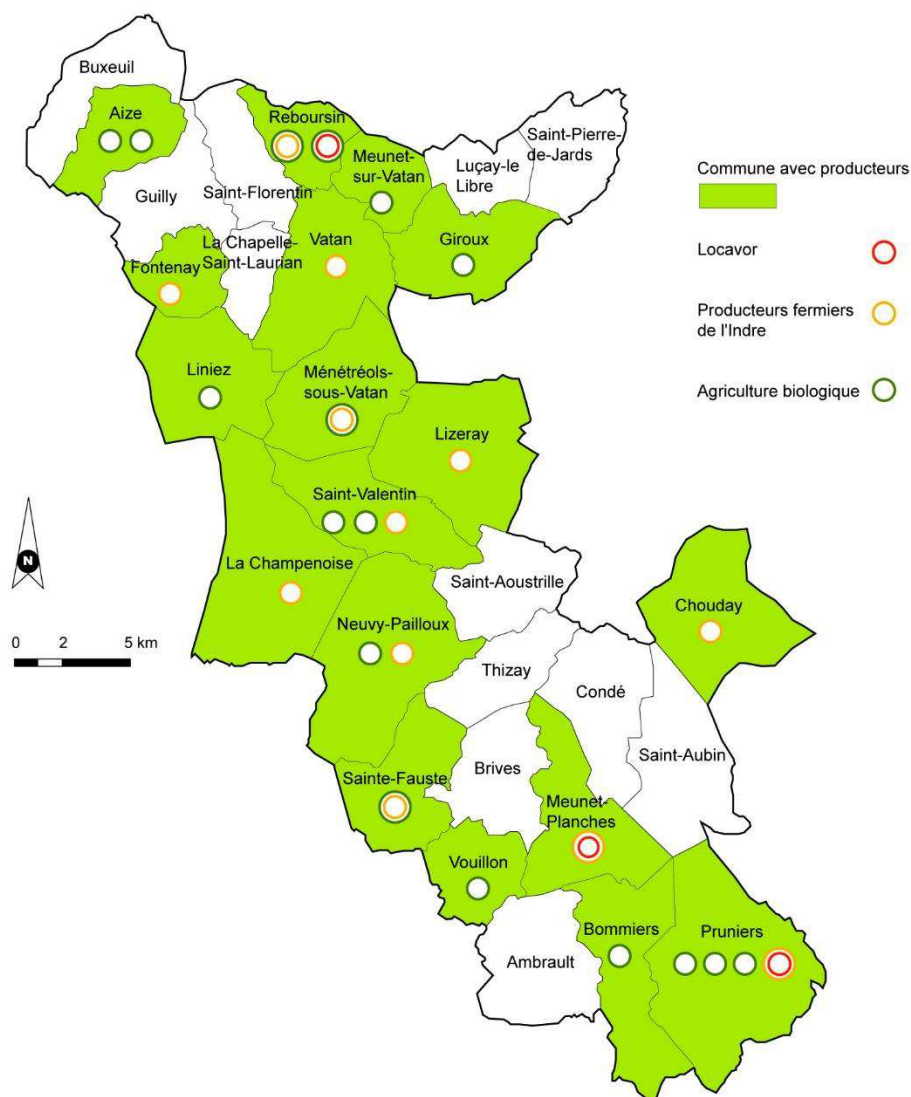 Buxeuil
Aize
Reboursin
Meunet-
sur-Vatan
Luçay-le
Libre
Saint-Pierre-
de-Jards
Guilly
Saint-Florentin
La Chapelle-
Saint-Laurian
Vatan
Giroux
Fontenay
Liniez
Ménétréols-
sous-Vatan
Lizeray
Saint-Valentin
La Champenoise
Saint-Aoustrille
Neuvy-Pailloux
Chouday
Thizay
Condé
Saint-Aubin
Brives
Sainte-Fauste
Meunet-
Planches
Vouillon
Bommiers
Pruniers
Ambrault
Commune avec producteurs
Locavor
Producteurs fermiers
de l'Indre
Agriculture biologique
N
0 2 5 km